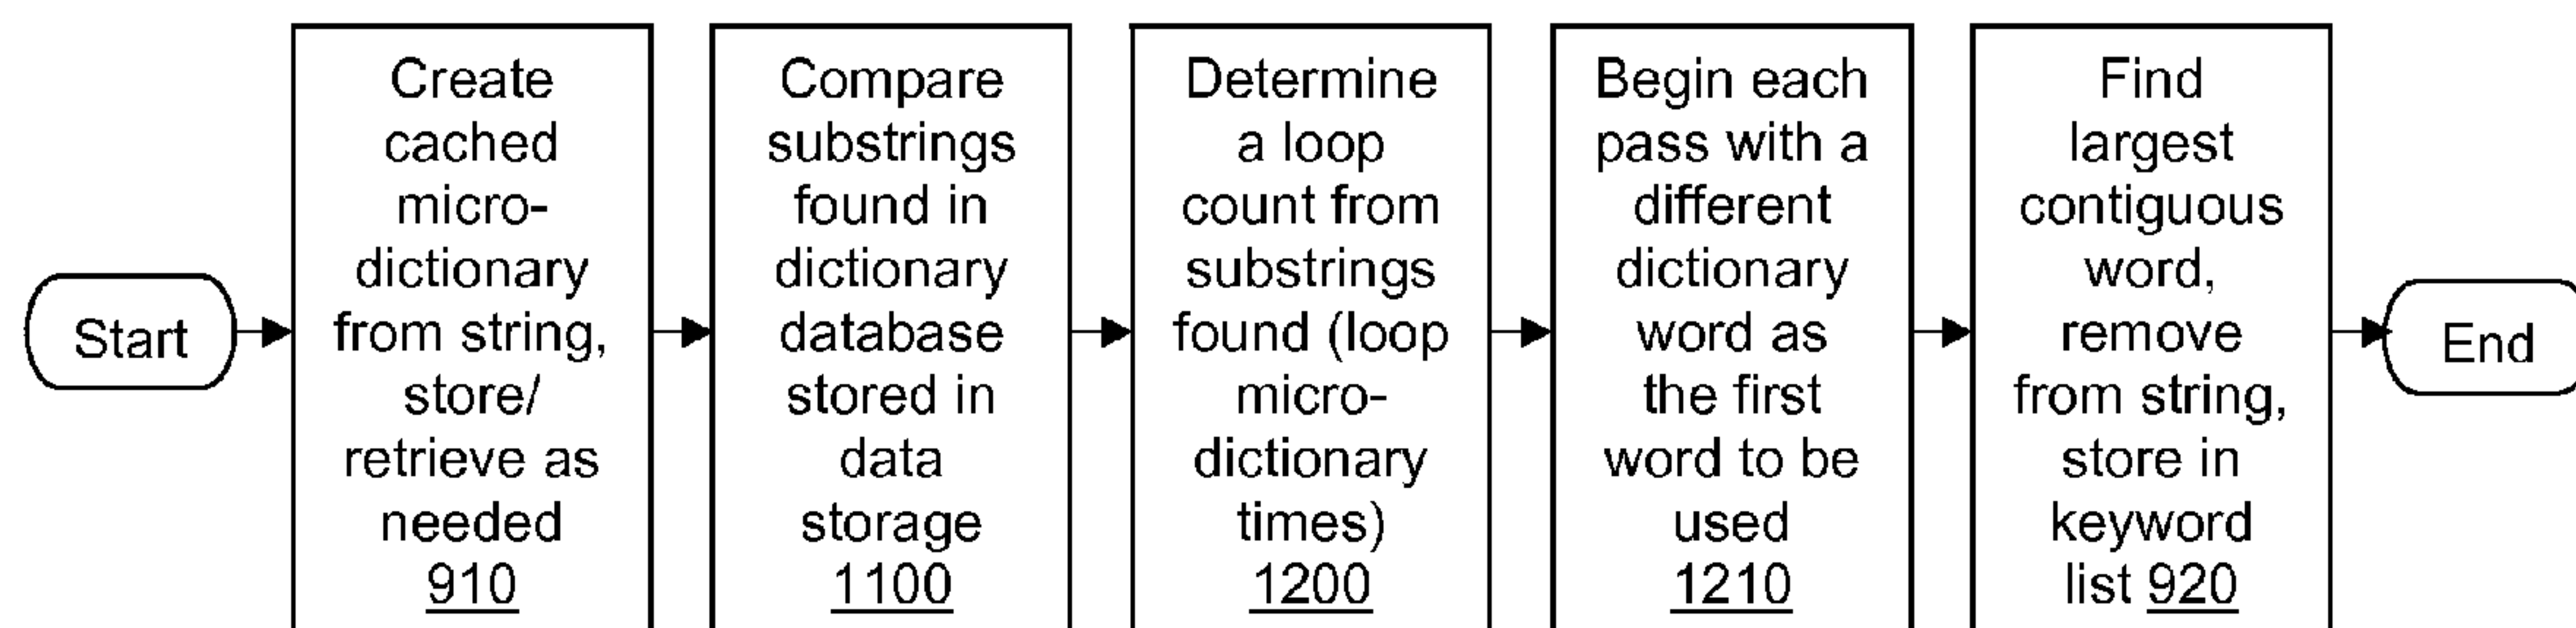 Start
Create
cached
micro-
dictionary
from string,
store/
retrieve as
needed
910
Compare
substrings
found in
dictionary
database
stored in
data
storage
1100
Determine
a loop
count from
substrings
found (loop
micro-
dictionary
times)
1200
Begin each
pass with a
different
dictionary
word as
the first
word to be
used
1210
Find
largest
contiguous
word,
remove
from string,
store in
keyword
list 920
End